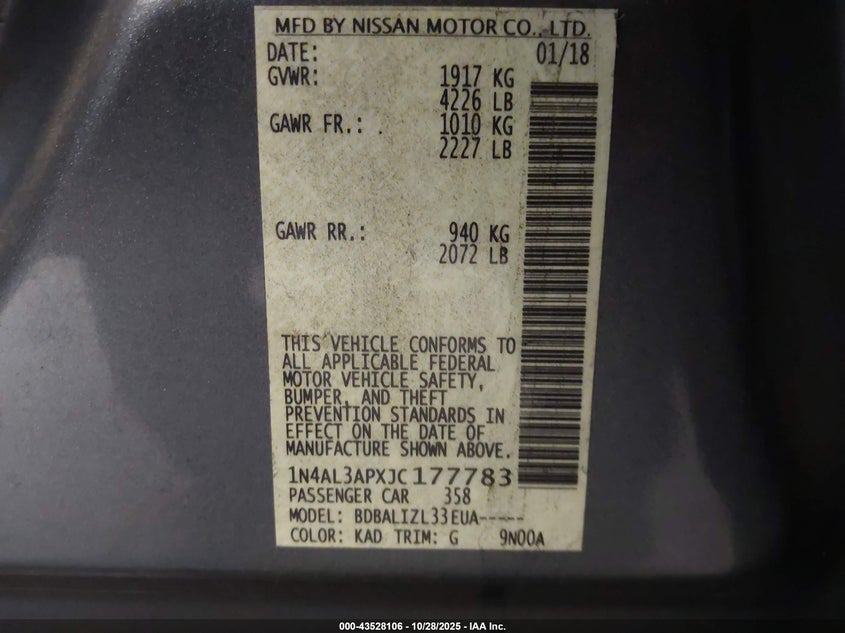 MFD BY NISSAN MOTOR CO., LTD.
DATE: 01/18
GVWR: 1917 KG
4226 LB
GAWR FR.: 1010 KG
2227 LB
GAWR RR.: 940 KG
2072 LB
THIS VEHICLE CONFORMS TO
ALL APPLICABLE FEDERAL
MOTOR VEHICLE SAFETY,
BUMPER, AND THEFT
PREVENTION STANDARDS IN
EFFECT ON THE DATE OF
MANUFACTURE SHOWN ABOVE.
1N4AL3APXJC177783
PASSENGER CAR 358
MODEL: BDBALIZL33EUA-----
COLOR: KAD TRIM: G 9N00A
000-43528106 - 10/28/2025 - IAA Inc.